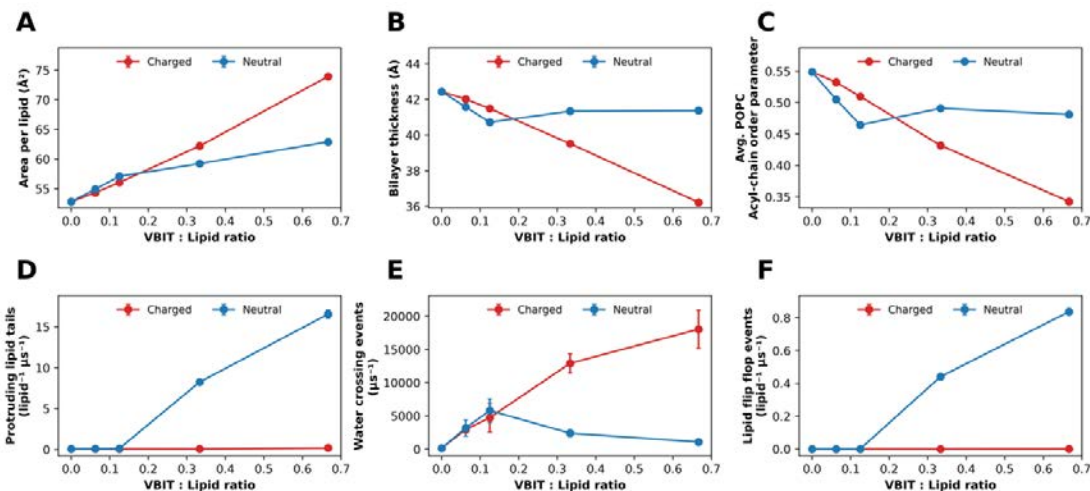 A
Charged Neutral
Area per lipid (Å²)
75
70
65
60
55
0.0 0.1 0.2 0.3 0.4 0.5 0.6 0.7
VBIT : Lipid ratio
B
Charged Neutral
Bilayer thickness (Å)
44
42
40
38
36
0.0 0.1 0.2 0.3 0.4 0.5 0.6 0.7
VBIT : Lipid ratio
C
Charged Neutral
Avg. POPC
Acyl-chain order parameter
0.55
0.50
0.45
0.40
0.35
0.0 0.1 0.2 0.3 0.4 0.5 0.6 0.7
VBIT : Lipid ratio
D
Charged Neutral
Protruding lipid tails
(lipid⁻¹ μs⁻¹)
15
10
5
0
0.0 0.1 0.2 0.3 0.4 0.5 0.6 0.7
VBIT : Lipid ratio
E
Charged Neutral
Water crossing events
(μs⁻¹)
20000
15000
10000
5000
0
0.0 0.1 0.2 0.3 0.4 0.5 0.6 0.7
VBIT : Lipid ratio
F
Charged Neutral
Lipid flip flop events
(lipid⁻¹ μs⁻¹)
0.8
0.6
0.4
0.2
0.0
0.0 0.1 0.2 0.3 0.4 0.5 0.6 0.7
VBIT : Lipid ratio